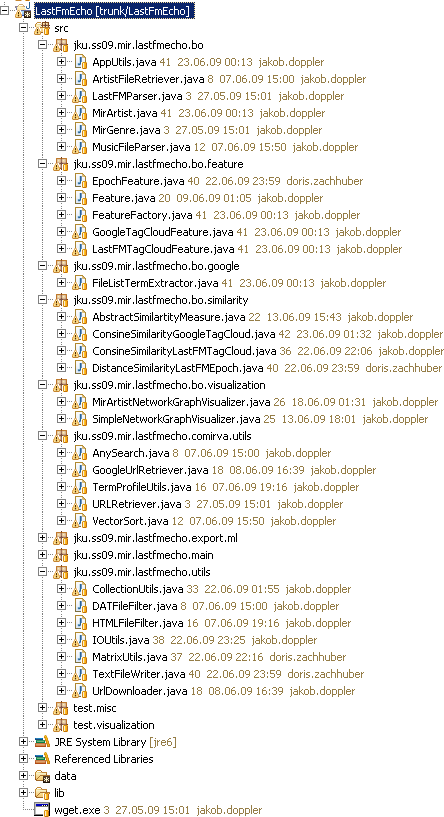 LastFmEcho [trunk/LastFmEcho]
src
jku.ss09.mir.lastfmecho.bo
AppUtils.java 41 23.06.09 00:13 jakob.doppler
ArtistFileRetriever.java 8 07.06.09 15:00 jakob.doppler
LastFMParser.java 3 27.05.09 15:01 jakob.doppler
MirArtist.java 41 23.06.09 00:13 jakob.doppler
MirGenre.java 3 27.05.09 15:01 jakob.doppler
MusicFileParser.java 12 07.06.09 15:50 jakob.doppler
jku.ss09.mir.lastfmecho.bo.feature
EpochFeature.java 40 22.06.09 23:59 doris.zachhuber
Feature.java 20 09.06.09 01:05 jakob.doppler
FeatureFactory.java 41 23.06.09 00:13 jakob.doppler
GoogleTagCloudFeature.java 41 23.06.09 00:13 jakob.doppler
LastFMTagCloudFeature.java 41 23.06.09 00:13 jakob.doppler
jku.ss09.mir.lastfmecho.bo.google
FileListTermExtractor.java 41 23.06.09 00:13 jakob.doppler
jku.ss09.mir.lastfmecho.bo.similarity
AbstractSimilartityMeasure.java 22 13.06.09 15:43 jakob.doppler
ConsineSimilarityGoogleTagCloud.java 42 23.06.09 01:32 jakob.doppler
ConsineSimilarityLastFMTagCloud.java 36 22.06.09 22:06 jakob.doppler
DistanceSimilarityLastFMEpoch.java 40 22.06.09 23:59 doris.zachhuber
jku.ss09.mir.lastfmecho.bo.visualization
MirArtistNetworkGraphVisualizer.java 26 18.06.09 01:31 jakob.doppler
SimpleNetworkGraphVisualizer.java 25 13.06.09 18:01 jakob.doppler
jku.ss09.mir.lastfmecho.comirva.utils
AnySearch.java 8 07.06.09 15:00 jakob.doppler
GoogleUrlRetriever.java 18 08.06.09 16:39 jakob.doppler
TermProfileUtils.java 16 07.06.09 19:16 jakob.doppler
URLRetriever.java 3 27.05.09 15:01 jakob.doppler
VectorSort.java 12 07.06.09 15:50 jakob.doppler
jku.ss09.mir.lastfmecho.export.ml
jku.ss09.mir.lastfmecho.main
jku.ss09.mir.lastfmecho.utils
CollectionUtils.java 33 22.06.09 01:55 jakob.doppler
DATFileFilter.java 8 07.06.09 15:00 jakob.doppler
HTMLFileFilter.java 16 07.06.09 19:16 jakob.doppler
IOUtils.java 38 22.06.09 23:25 jakob.doppler
MatrixUtils.java 37 22.06.09 22:16 doris.zachhuber
TextFileWriter.java 40 22.06.09 23:59 doris.zachhuber
UrlDownloader.java 18 08.06.09 16:39 jakob.doppler
test.misc
test.visualization
JRE System Library [jre6]
Referenced Libraries
data
lib
wget.exe 3 27.05.09 15:01 jakob.doppler